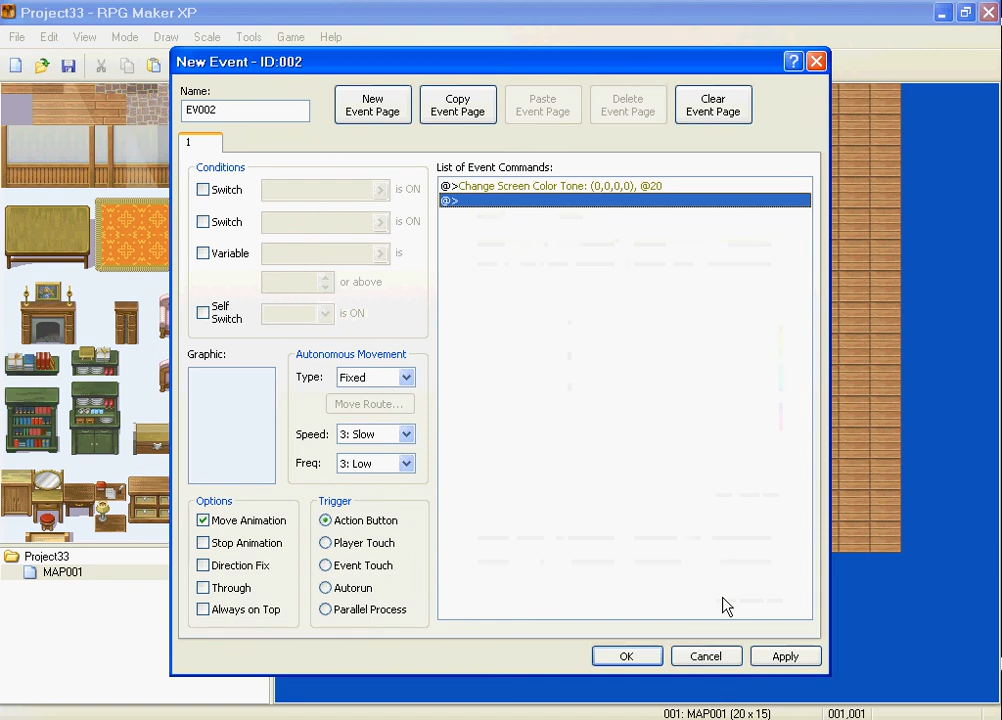 Project33 - RPG Maker XP
File Edit View Mode Draw Scale Tools Game Help
New Event - ID:002
Name:
EV002
New Event Page
Copy Event Page
Paste Event Page
Delete Event Page
Clear Event Page
1
Conditions
Switch is ON
Switch is ON
Variable is
or above
Self Switch is ON
Graphic:
Autonomous Movement
Type: Fixed
Move Route...
Speed: 3: Slow
Freq: 3: Low
Options
Move Animation
Stop Animation
Direction Fix
Through
Always on Top
Trigger
Action Button
Player Touch
Event Touch
Autorun
Parallel Process
List of Event Commands:
@>Change Screen Color Tone: (0,0,0,0), @20
@>
OK Cancel Apply
Project33
MAP001
001: MAP001 (20 x 15) 001,001